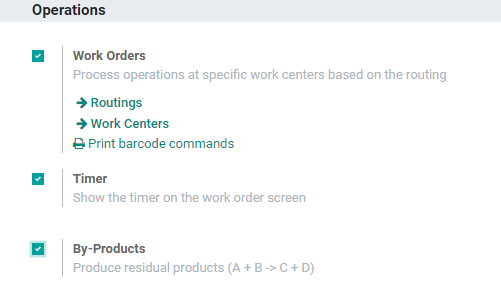 Operations
Work Orders
Process operations at specific work centers based on the routing
Routings
Work Centers
Print barcode commands
Timer
Show the timer on the work order screen
By-Products
Produce residual products (A + B -> C + D)